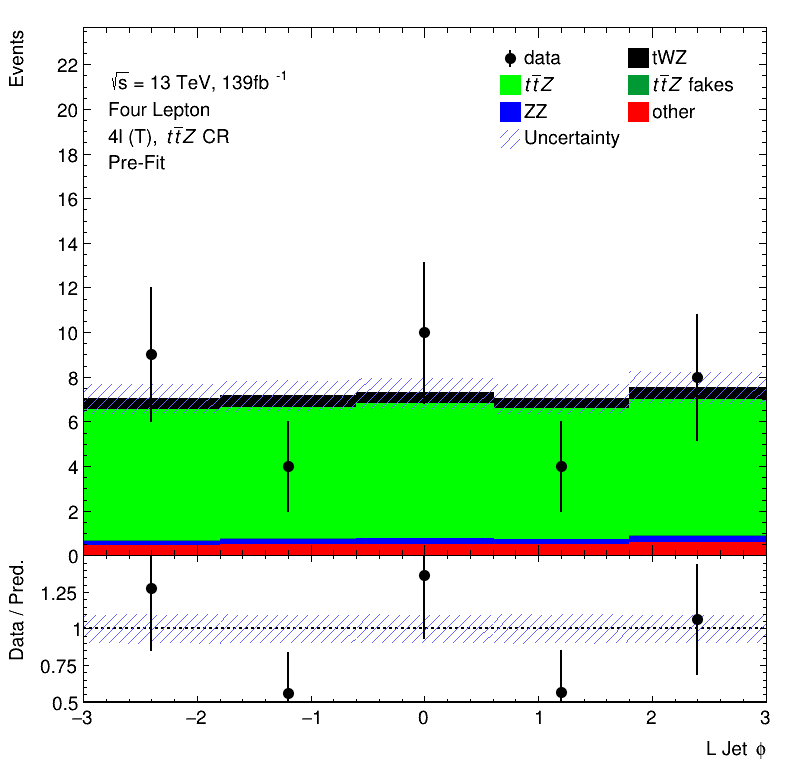 Events
22
20
18
16
14
12
10
8
6
4
2
0
√s = 13 TeV, 139fb⁻¹
Four Lepton
4l (T), tt̅Z CR
Pre-Fit
data
tWZ
tt̅Z
tt̅Z fakes
ZZ
other
Uncertainty
Data / Pred.
1.25
1
0.75
0.5
−3 −2 −1 0 1 2 3
L Jet ϕ